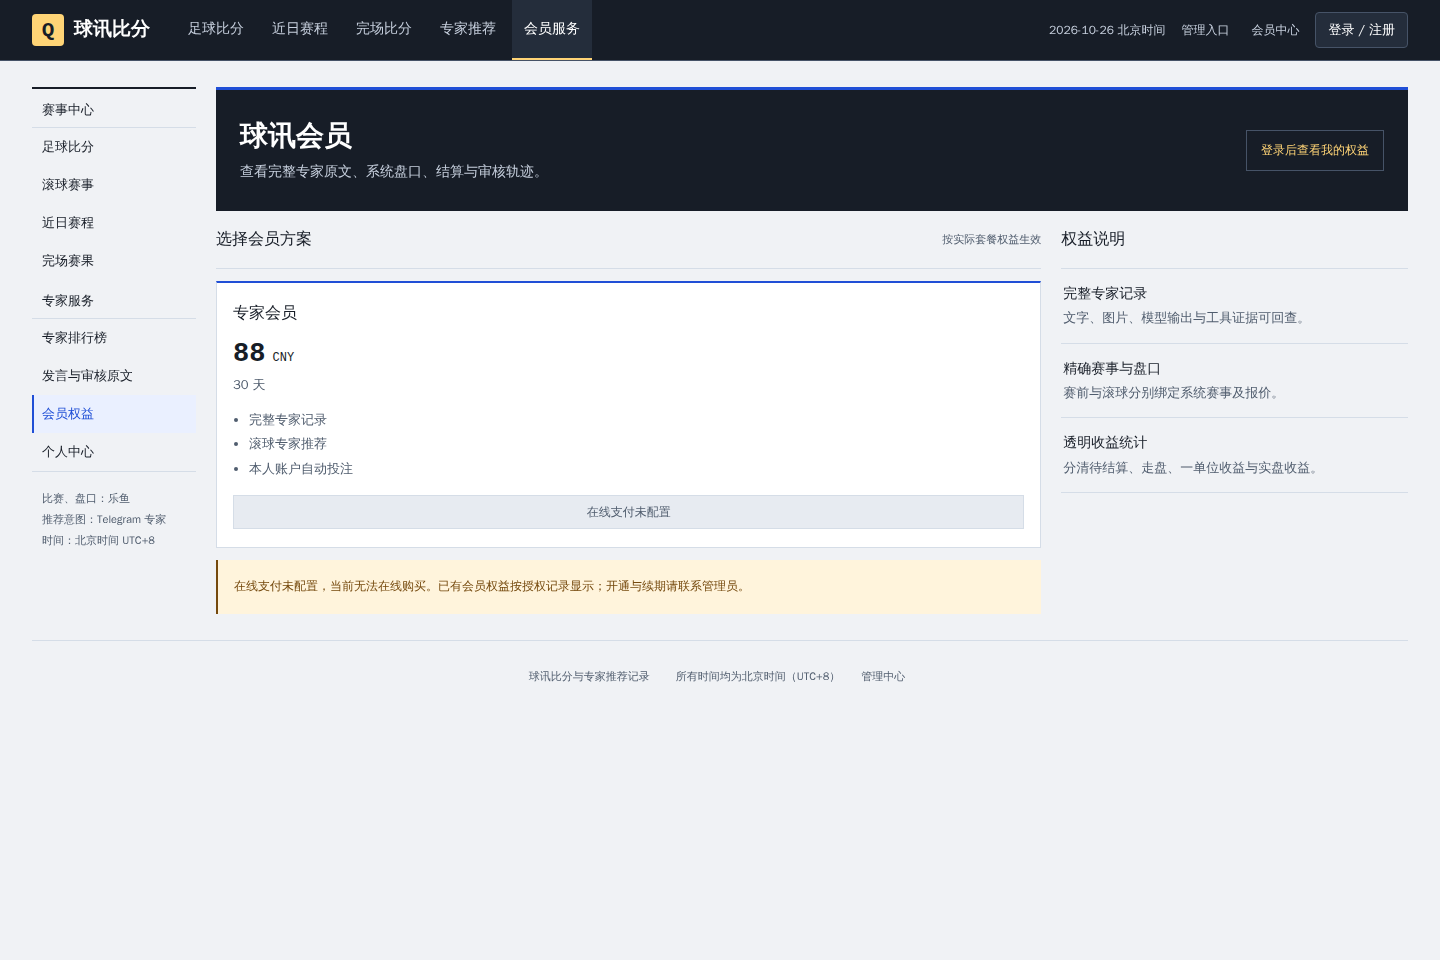 Q 球讯比分 足球比分 近日赛程 完场比分 专家推荐 会员服务 2026-10-26 北京时间 管理入口 会员中心 登录 / 注册
赛事中心
足球比分
滚球赛事
近日赛程
完场赛果
专家服务
专家排行榜
发言与审核原文
会员权益
个人中心
比赛、盘口：乐鱼
推荐意图：Telegram 专家
时间：北京时间 UTC+8
球讯会员
查看完整专家原文、系统盘口、结算与审核轨迹。
登录后查看我的权益
选择会员方案 按实际套餐权益生效
专家会员
88 CNY
30 天
• 完整专家记录
• 滚球专家推荐
• 本人账户自动投注
在线支付未配置
在线支付未配置，当前无法在线购买。已有会员权益按授权记录显示；开通与续期请联系管理员。
权益说明
完整专家记录
文字、图片、模型输出与工具证据可回查。
精确赛事与盘口
赛前与滚球分别绑定系统赛事及报价。
透明收益统计
分清待结算、走盘、一单位收益与实盘收益。
球讯比分与专家推荐记录 所有时间均为北京时间（UTC+8） 管理中心